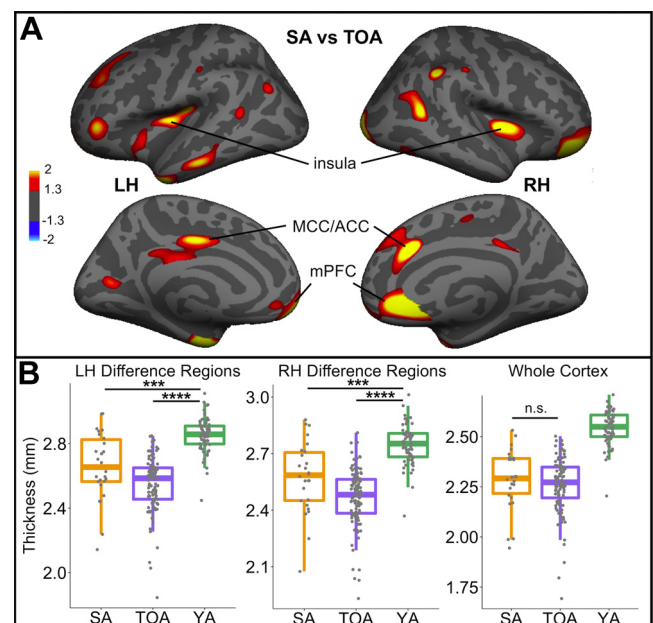 A
SA vs TOA
insula
2
1.3
-1.3
-2
LH
RH
MCC/ACC
mPFC
B
LH Difference Regions
RH Difference Regions
Whole Cortex
***
****
***
****
n.s.
Thickness (mm)
2.8
2.4
2.0
3.0
2.7
2.4
2.1
2.50
2.25
2.00
1.75
SA TOA YA
SA TOA YA
SA TOA YA